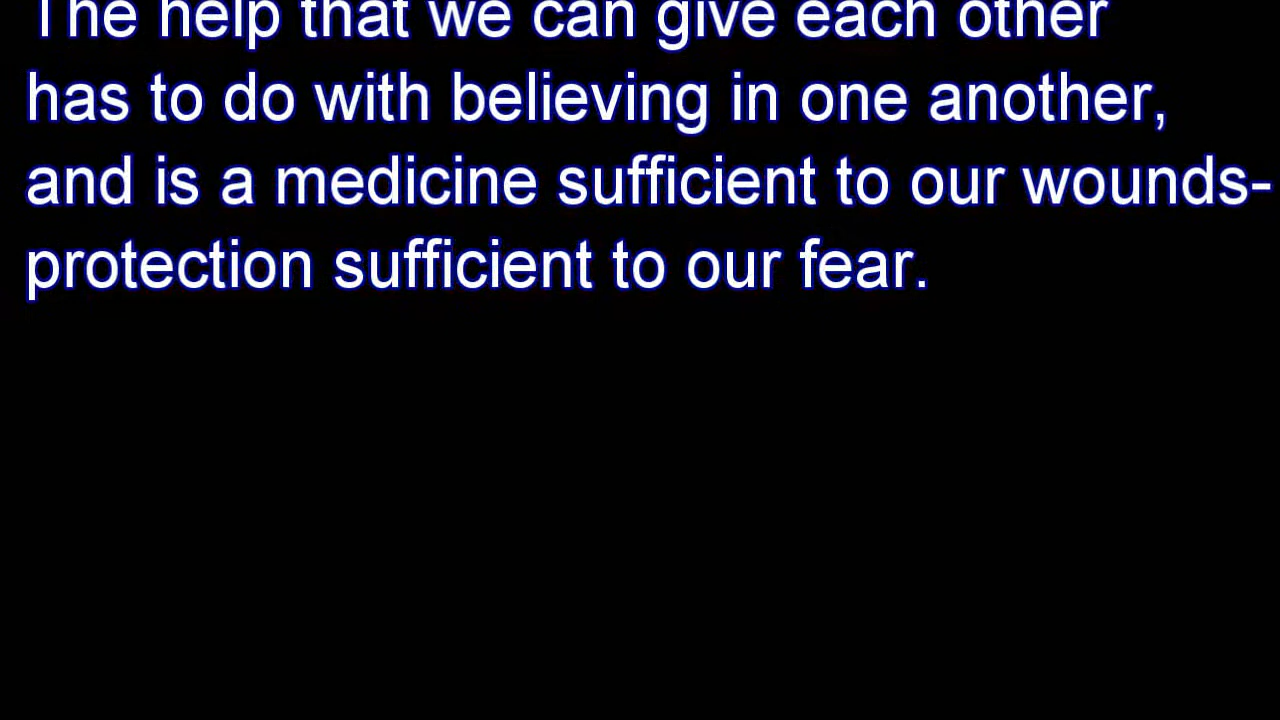 The help that we can give each other
has to do with believing in one another,
and is a medicine sufficient to our wounds-
protection sufficient to our fear.